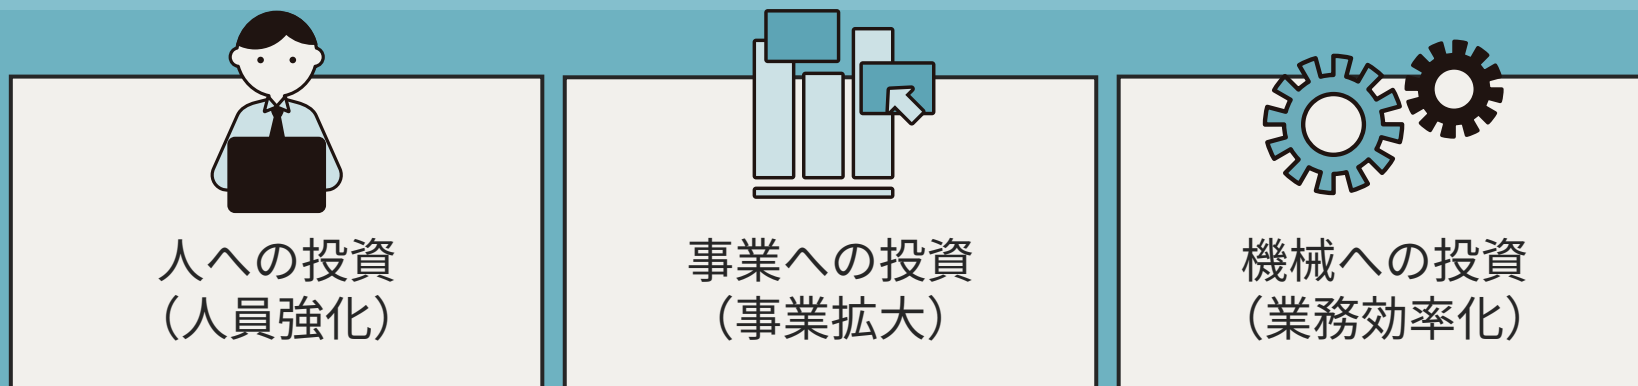 人への投資
（人員強化）
事業への投資
（事業拡大）
機械への投資
（業務効率化）